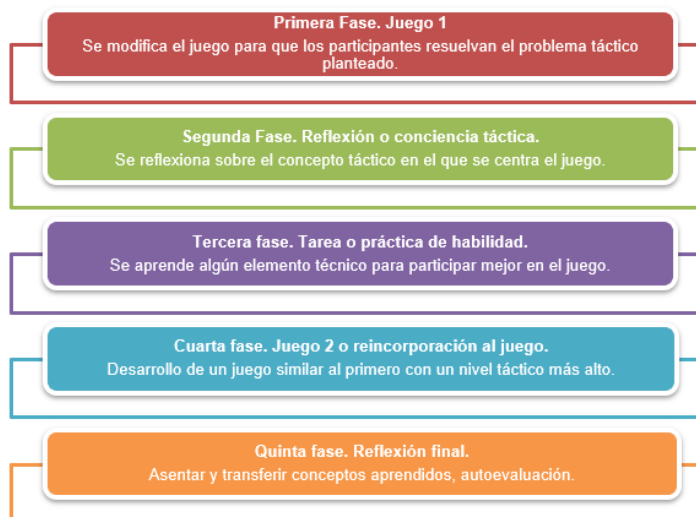 Primera Fase. Juego 1
Se modifica el juego para que los participantes resuelvan el problema táctico
planteado.
Segunda Fase. Reflexión o conciencia táctica.
Se reflexiona sobre el concepto táctico en el que se centra el juego.
Tercera fase. Tarea o práctica de habilidad.
Se aprende algún elemento técnico para participar mejor en el juego.
Cuarta fase. Juego 2 o reincorporación al juego.
Desarrollo de un juego similar al primero con un nivel táctico más alto.
Quinta fase. Reflexión final.
Asentar y transferir conceptos aprendidos, autoevaluación.